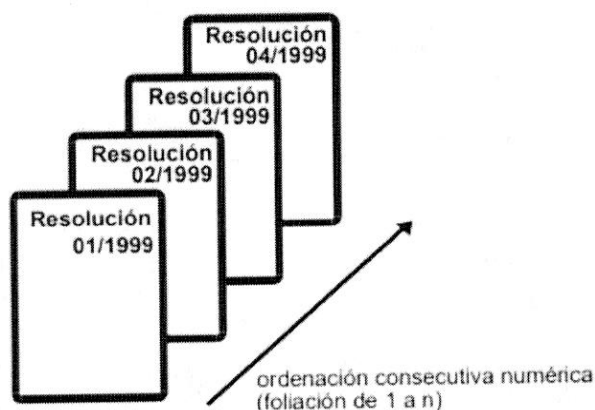 Resolución
04/1999
Resolución
03/1999
Resolución
02/1999
Resolución
01/1999
ordenación consecutiva numérica
(foliación de 1 a n)